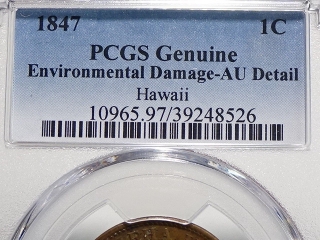 1847 1C
PCGS Genuine
Environmental Damage-AU Detail
Hawaii
10965.97/39248526